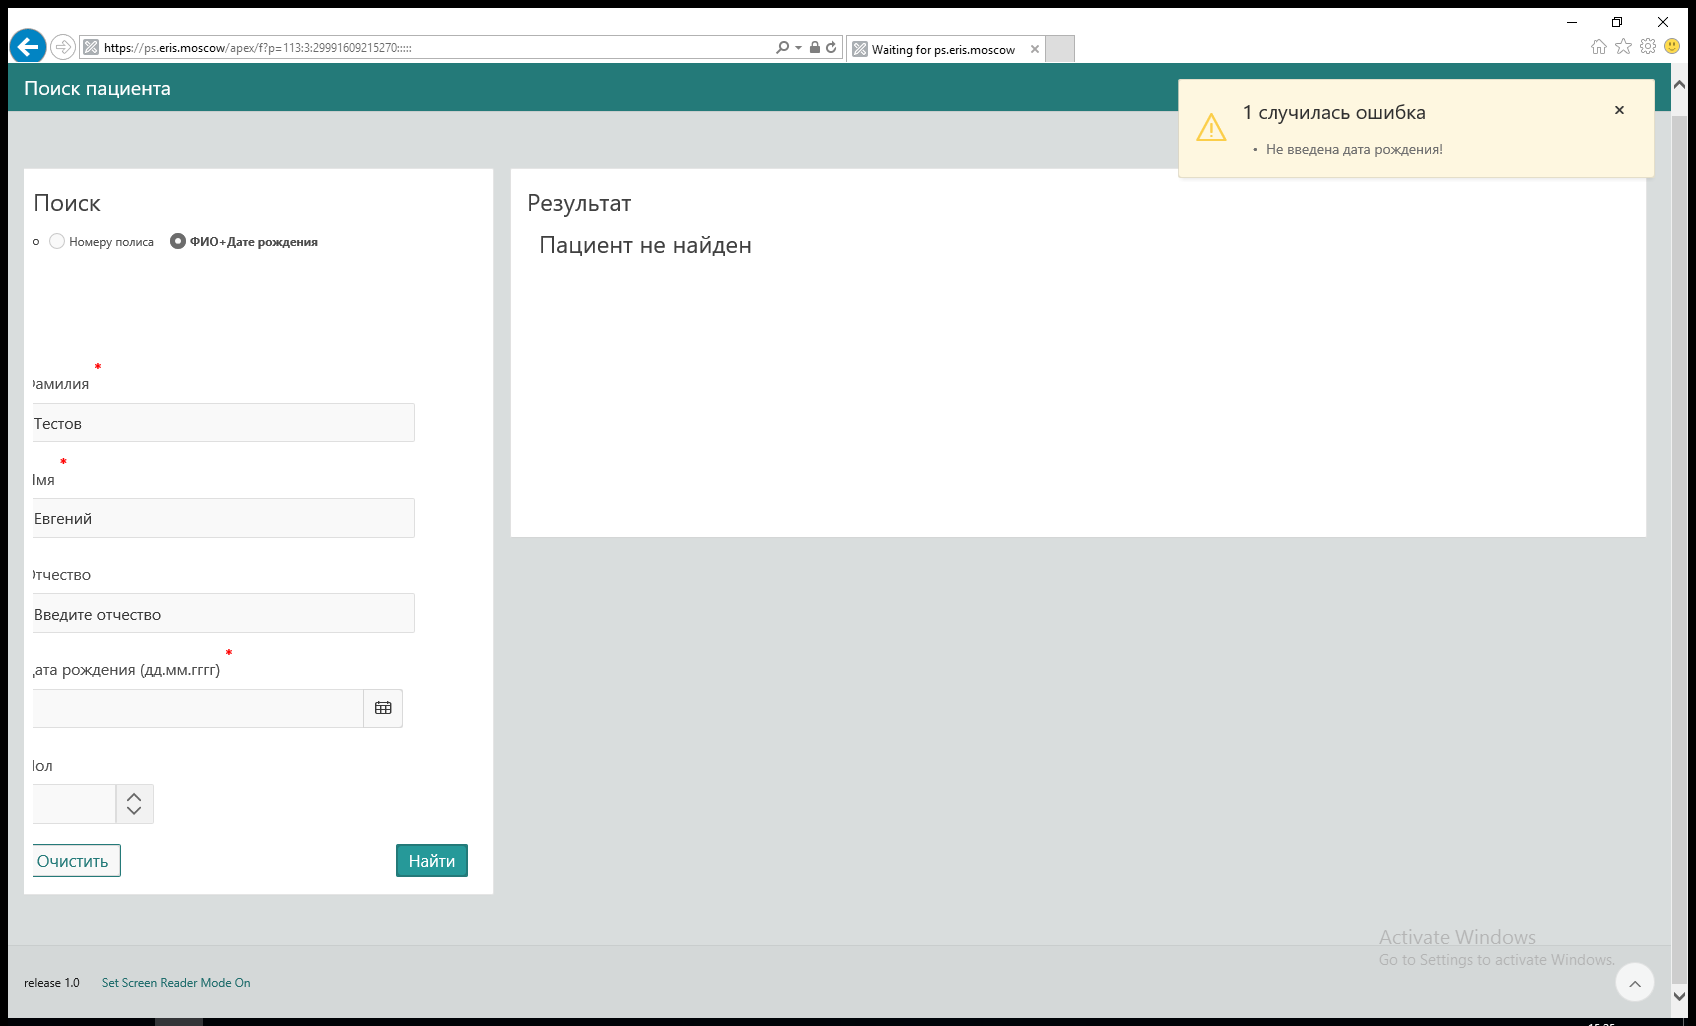 https://ps.eris.moscow/apex/f?p=113:3:29991609215270:::::
Waiting for ps.eris.moscow
Поиск пациента
1 случилась ошибка
• Не введена дата рождения!
Поиск
о Номеру полиса ФИО+Дате рождения
Результат
Пациент не найден
амилия *
Тестов
мя *
Евгений
тчество
Введите отчество
ата рождения (дд.мм.гггг) *
ол
Очистить Найти
Activate Windows
Go to Settings to activate Windows.
release 1.0 Set Screen Reader Mode On